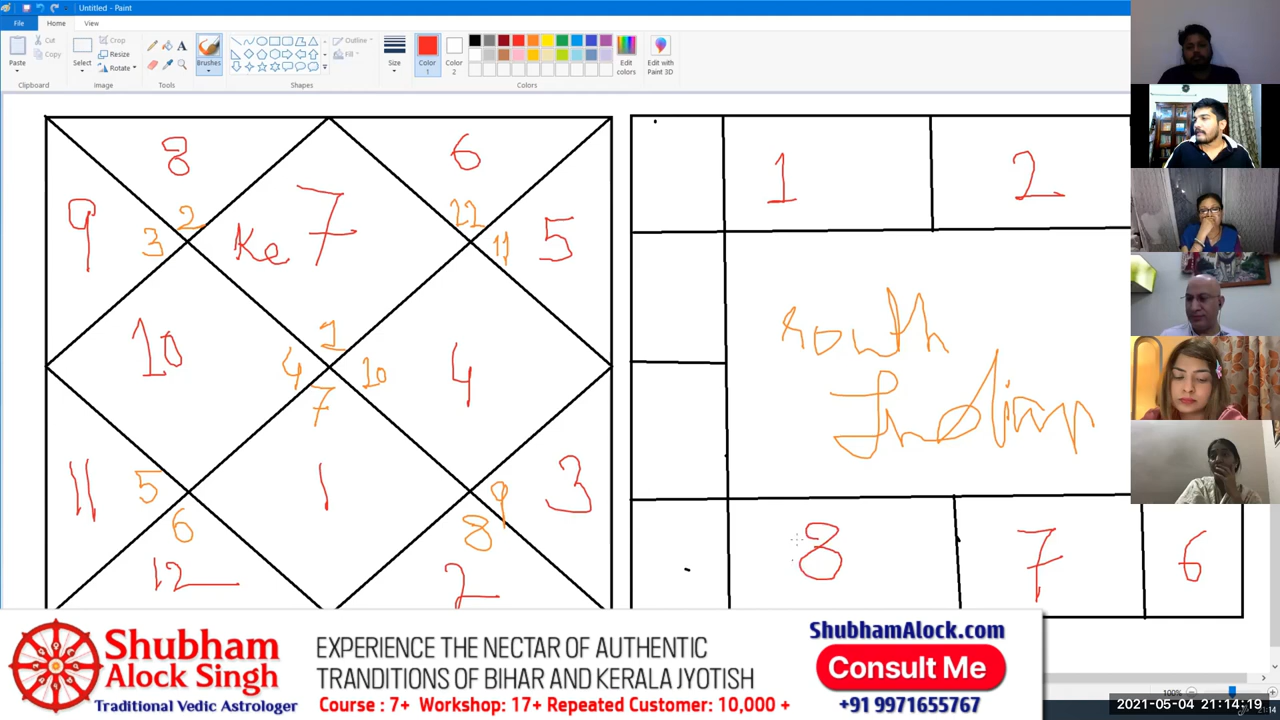 Untitled - Paint
File Home View
Cut
Copy
Paste
Clipboard
Select
Crop
Resize
Rotate
Image
Tools
Brushes
Shapes
Outline
Fill
Size
Color 1
Color 2
Colors
Edit colors
Edit with Paint 3D
8 6
9 3 2 Ke 7 12 11 5
10 4 1 10 4
7
11 5 6 1 9 8 3
12 2
1 2
South
Indian
8 7 6
Shubham
Alock Singh
Traditional Vedic Astrologer
EXPERIENCE THE NECTAR OF AUTHENTIC
TRANDITIONS OF BIHAR AND KERALA JYOTISH
Course : 7+ Workshop: 17+ Repeated Customer: 10,000 +
ShubhamAlock.com
Consult Me
+91 9971655767
100%
2021-05-04 21:14:19
21:14